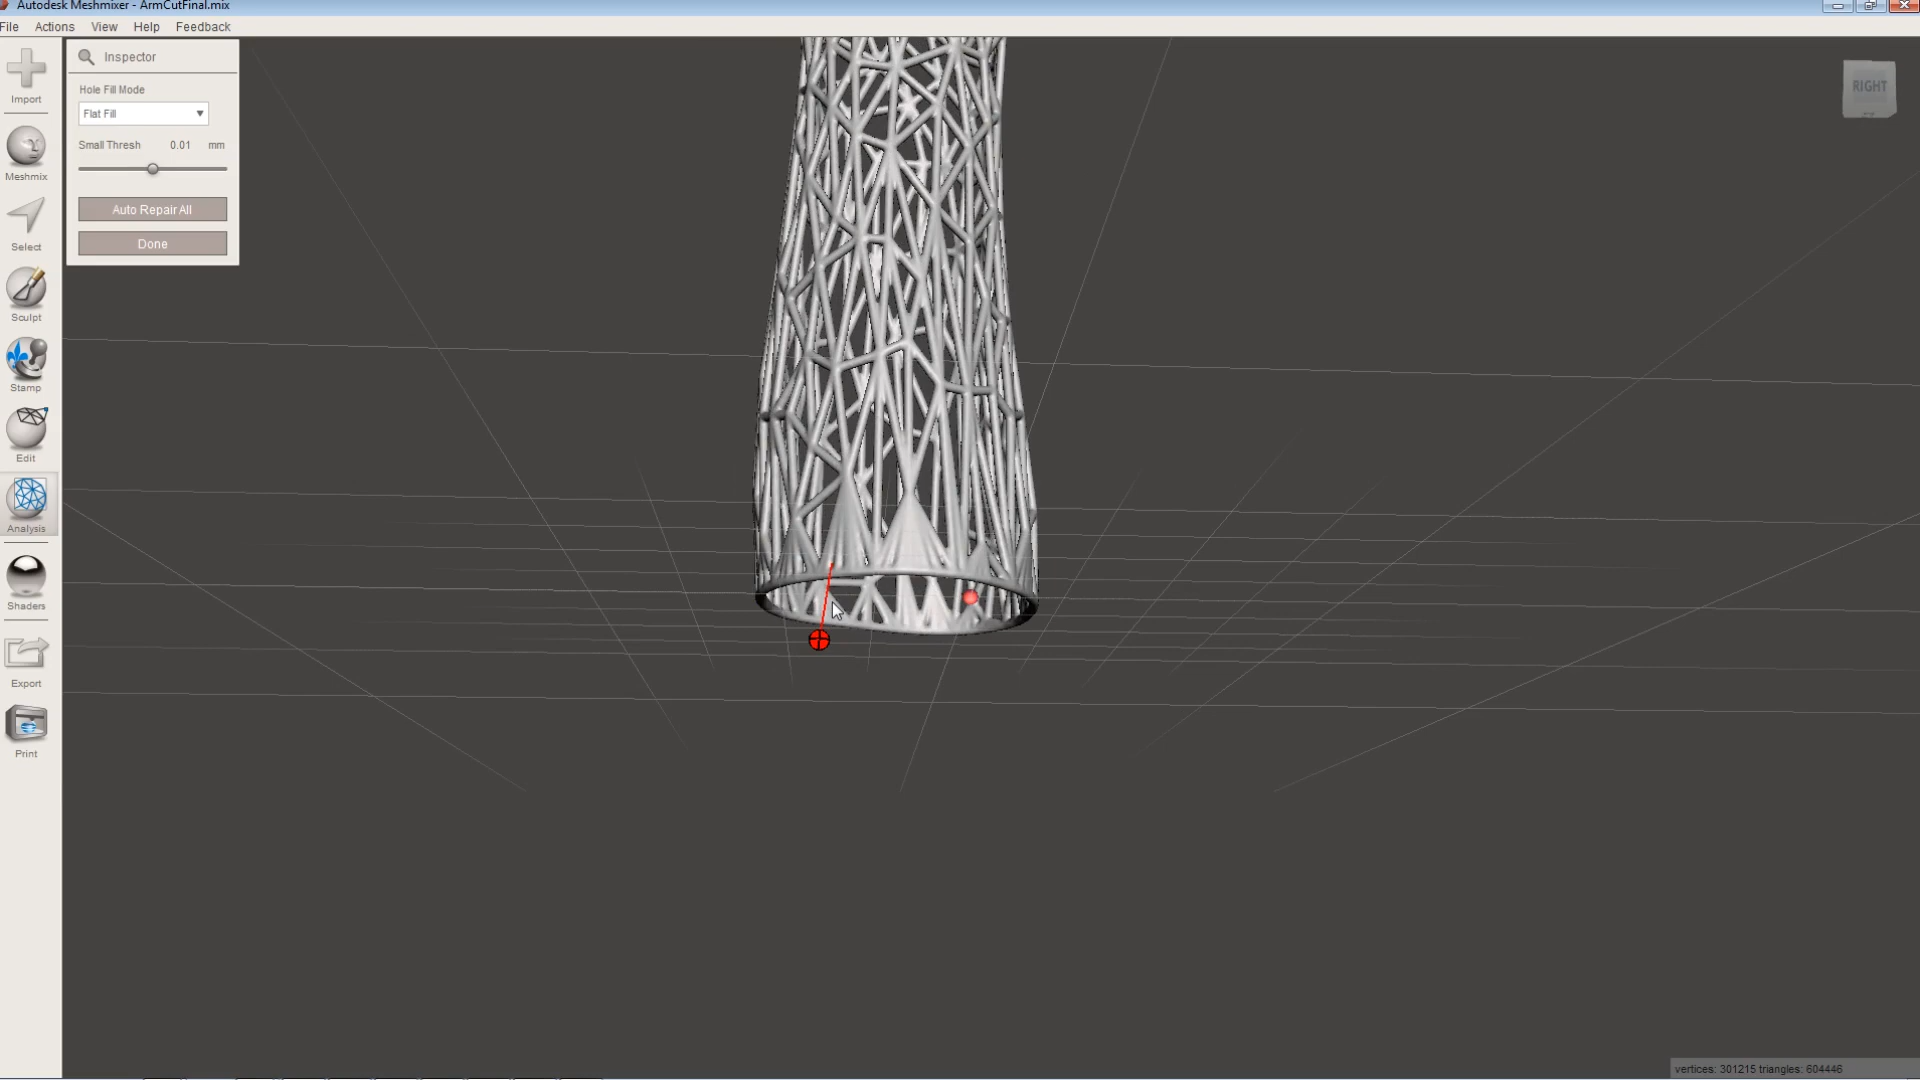 Autodesk Meshmixer - ArmCutFinal.mix
File Actions View Help Feedback
Import
Meshmix
Select
Sculpt
Stamp
Edit
Analysis
Shaders
Export
Print
Inspector
Hole Fill Mode
Flat Fill
Small Thresh 0.01 mm
Auto Repair All
Done
RIGHT
vertices: 301215 triangles: 604446